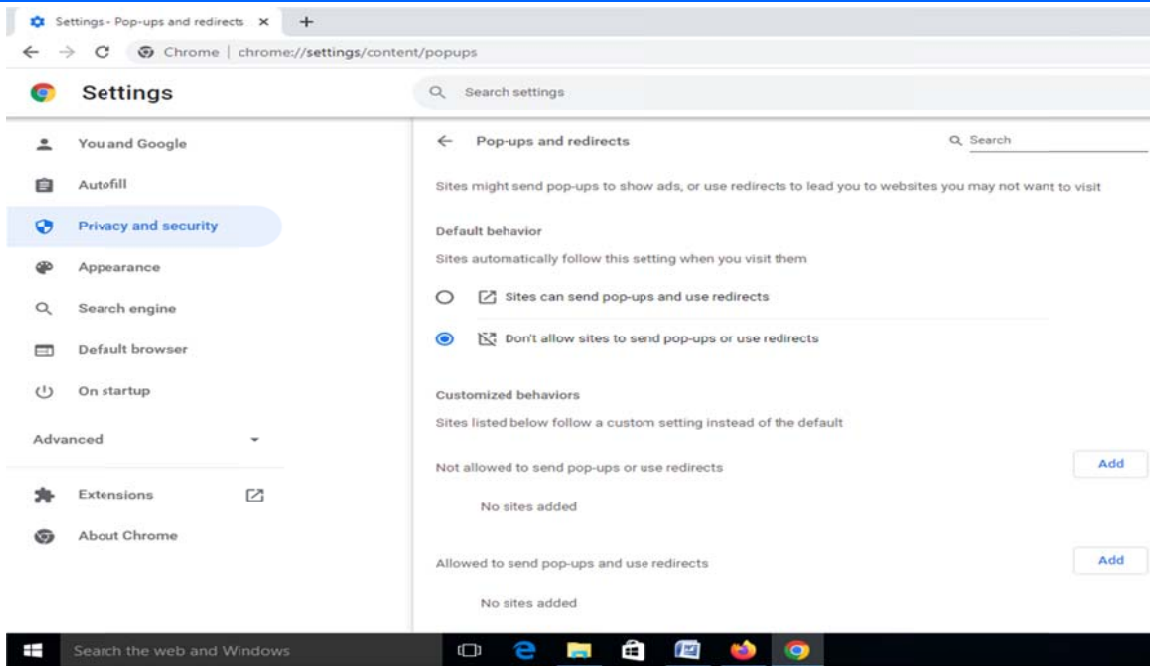 Settings - Pop-ups and redirects
Chrome | chrome://settings/content/popups
Settings
Search settings
You and Google
Autofill
Privacy and security
Appearance
Search engine
Default browser
On startup
Advanced
Extensions
About Chrome
Pop-ups and redirects
Search
Sites might send pop-ups to show ads, or use redirects to lead you to websites you may not want to visit
Default behavior
Sites automatically follow this setting when you visit them
Sites can send pop-ups and use redirects
Don't allow sites to send pop-ups or use redirects
Customized behaviors
Sites listed below follow a custom setting instead of the default
Not allowed to send pop-ups or use redirects
Add
No sites added
Allowed to send pop-ups and use redirects
Add
No sites added
Search the web and Windows